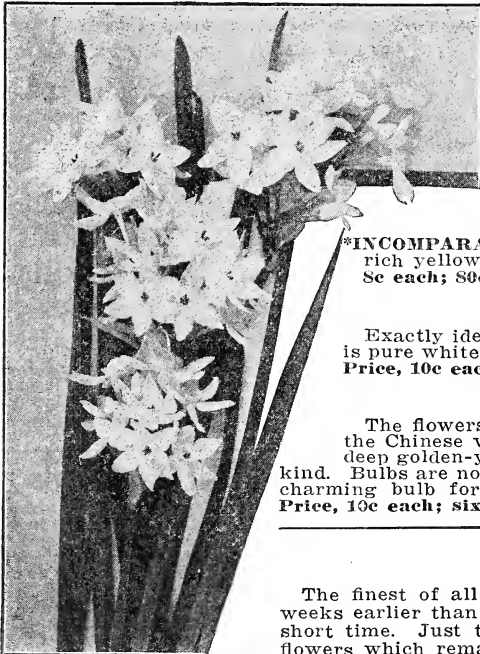 *INCOMPARA
rich yellow
8c each; 80c
Exactly ide
is pure white
Price, 10c eac
The flowers
the Chinese v
deep golden-y
kind. Bulbs are no
charming bulb for
Price, 10c each; six
The finest of all
weeks earlier than
short time. Just t
flowers which rema